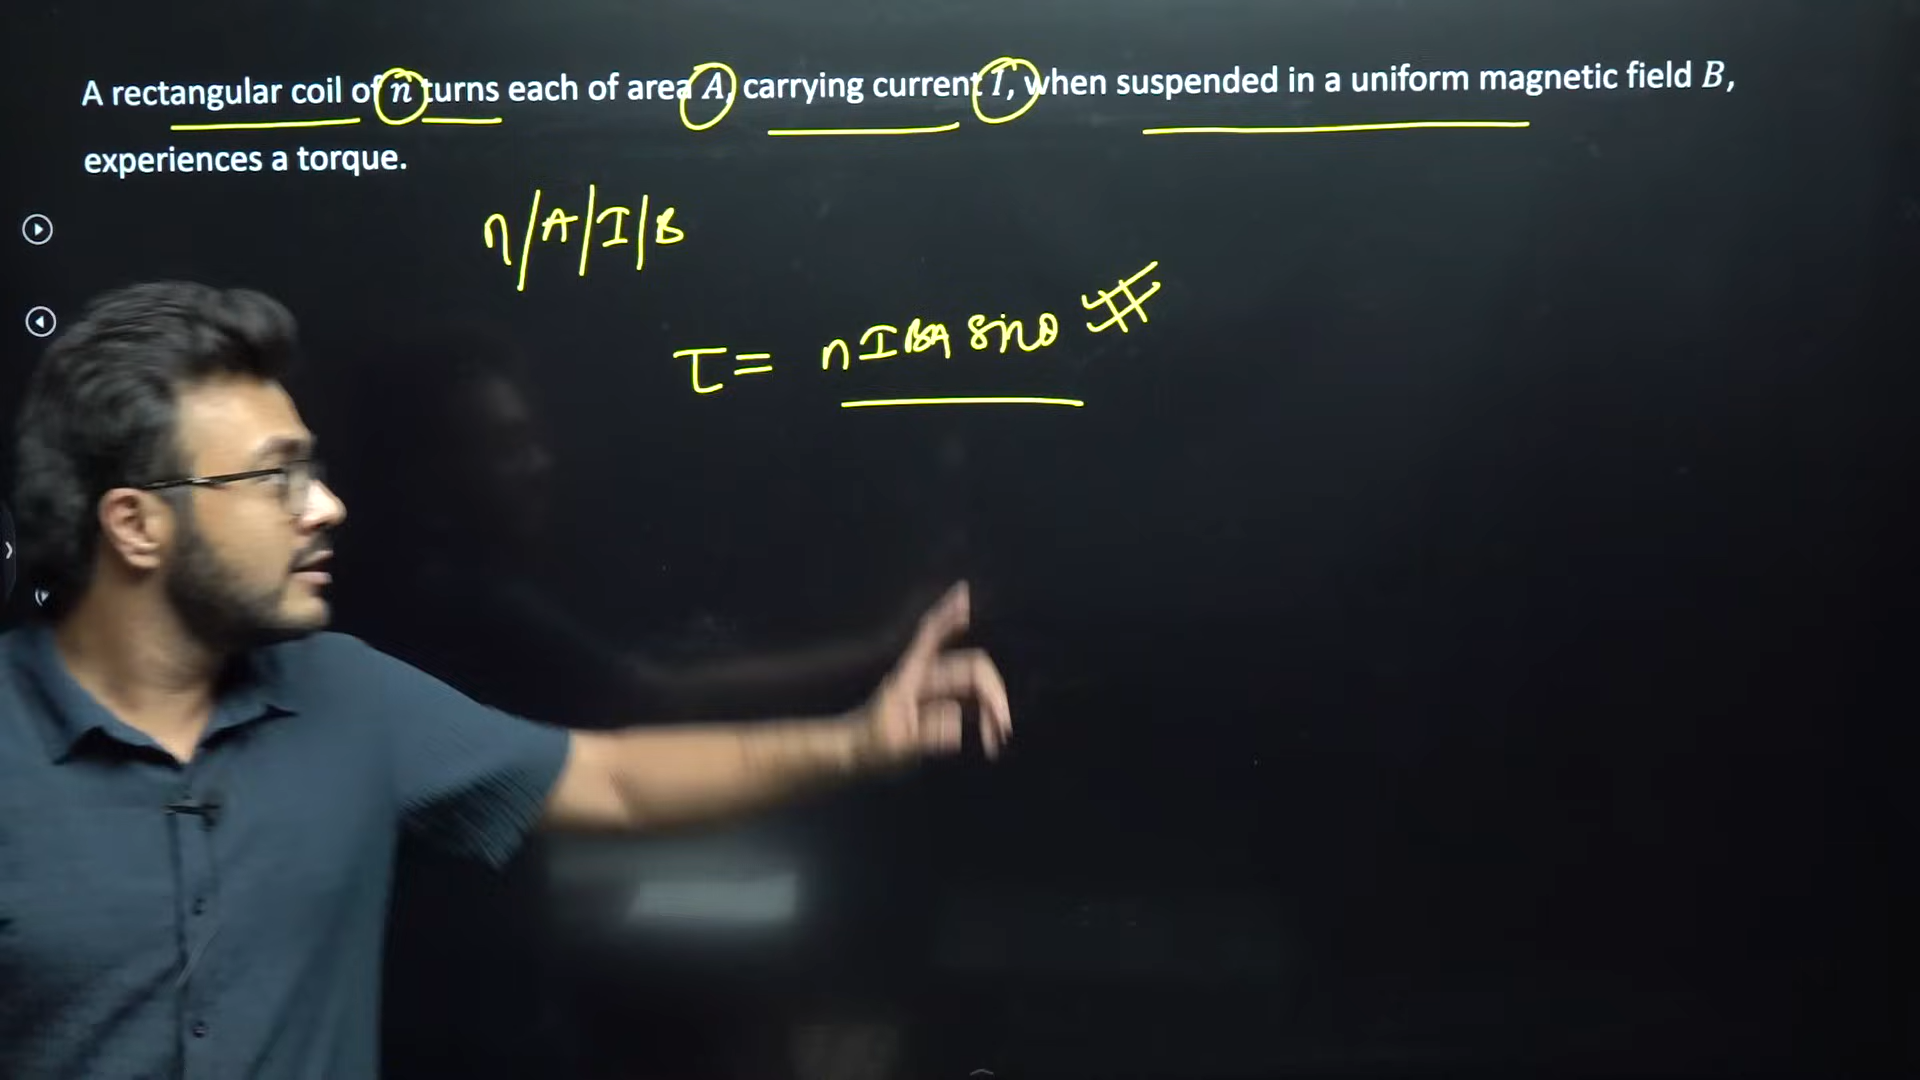 A rectangular coil of n turns each of area A, carrying current I, when suspended in a uniform magnetic field B,
experiences a torque.
n/A/I/B
τ = nIBA sinθ